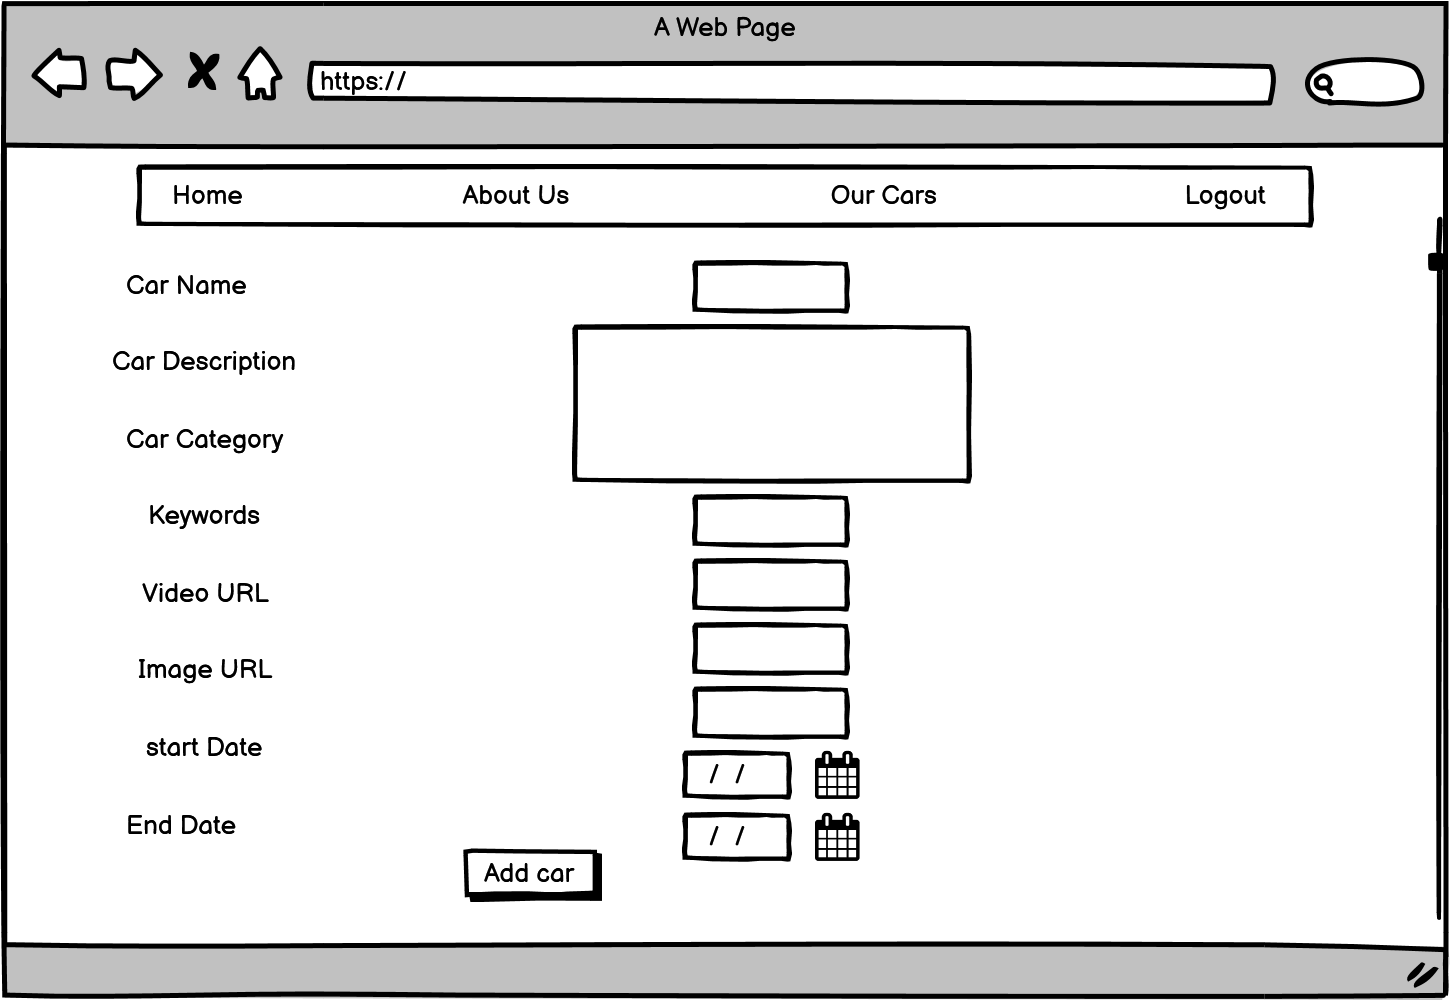 A Web Page
https://
Home About Us Our Cars Logout
Car Name
Car Description
Car Category
Keywords
Video URL
Image URL
start Date
/ /
End Date
/ /
Add car